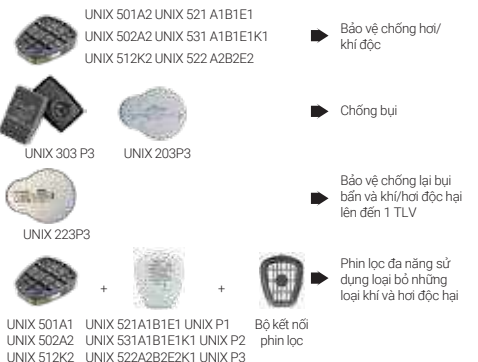 UNIX 501A2 UNIX 521 A1B1E1
UNIX 502A2 UNIX 531 A1B1E1K1
UNIX 512K2 UNIX 522 A2B2E2
Bảo vệ chống hơi/
khí độc
UNIX 303 P3 UNIX 203P3
Chống bụi
UNIX 223P3
Bảo vệ chống lại bụi
bẩn và khí/hơi độc hại
lên đến 1 TLV
+ +
Phin lọc đa năng sử
dụng loại bỏ những
loại khí và hơi độc hại
UNIX 501A1 UNIX 521A1B1E1 UNIX P1 Bộ kết nối
UNIX 502A2 UNIX 531A1B1E1K1 UNIX P2 phin lọc
UNIX 512K2 UNIX 522A2B2E2K1 UNIX P3